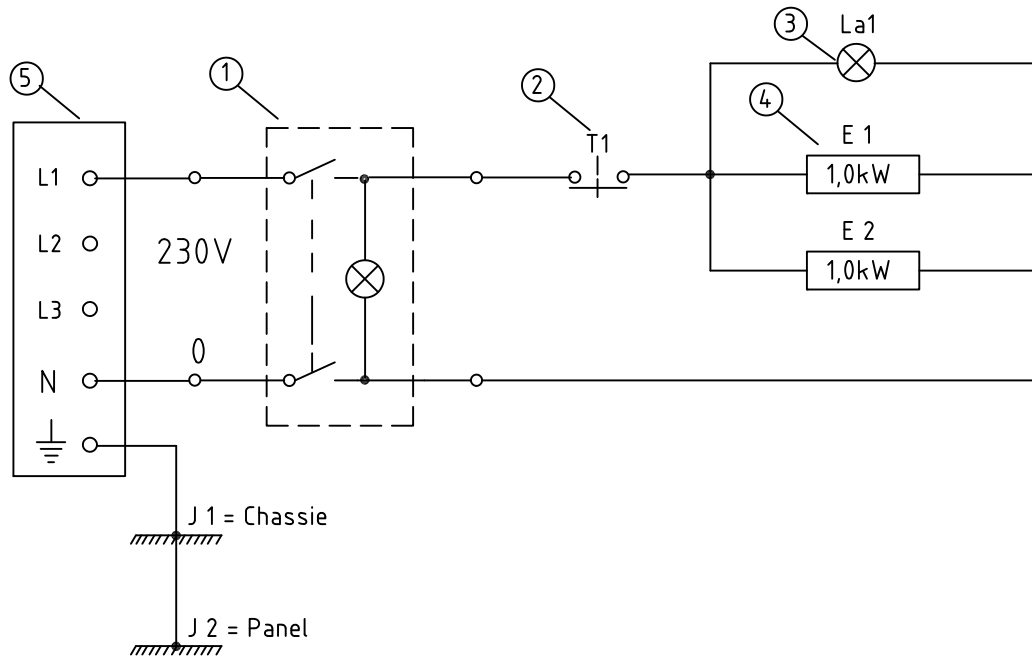 3 La1
5 1 2 4
T1 E 1
L1 1,0kW
L2 230V E 2
1,0kW
L3
0
N
J 1 = Chassie
J 2 = Panel